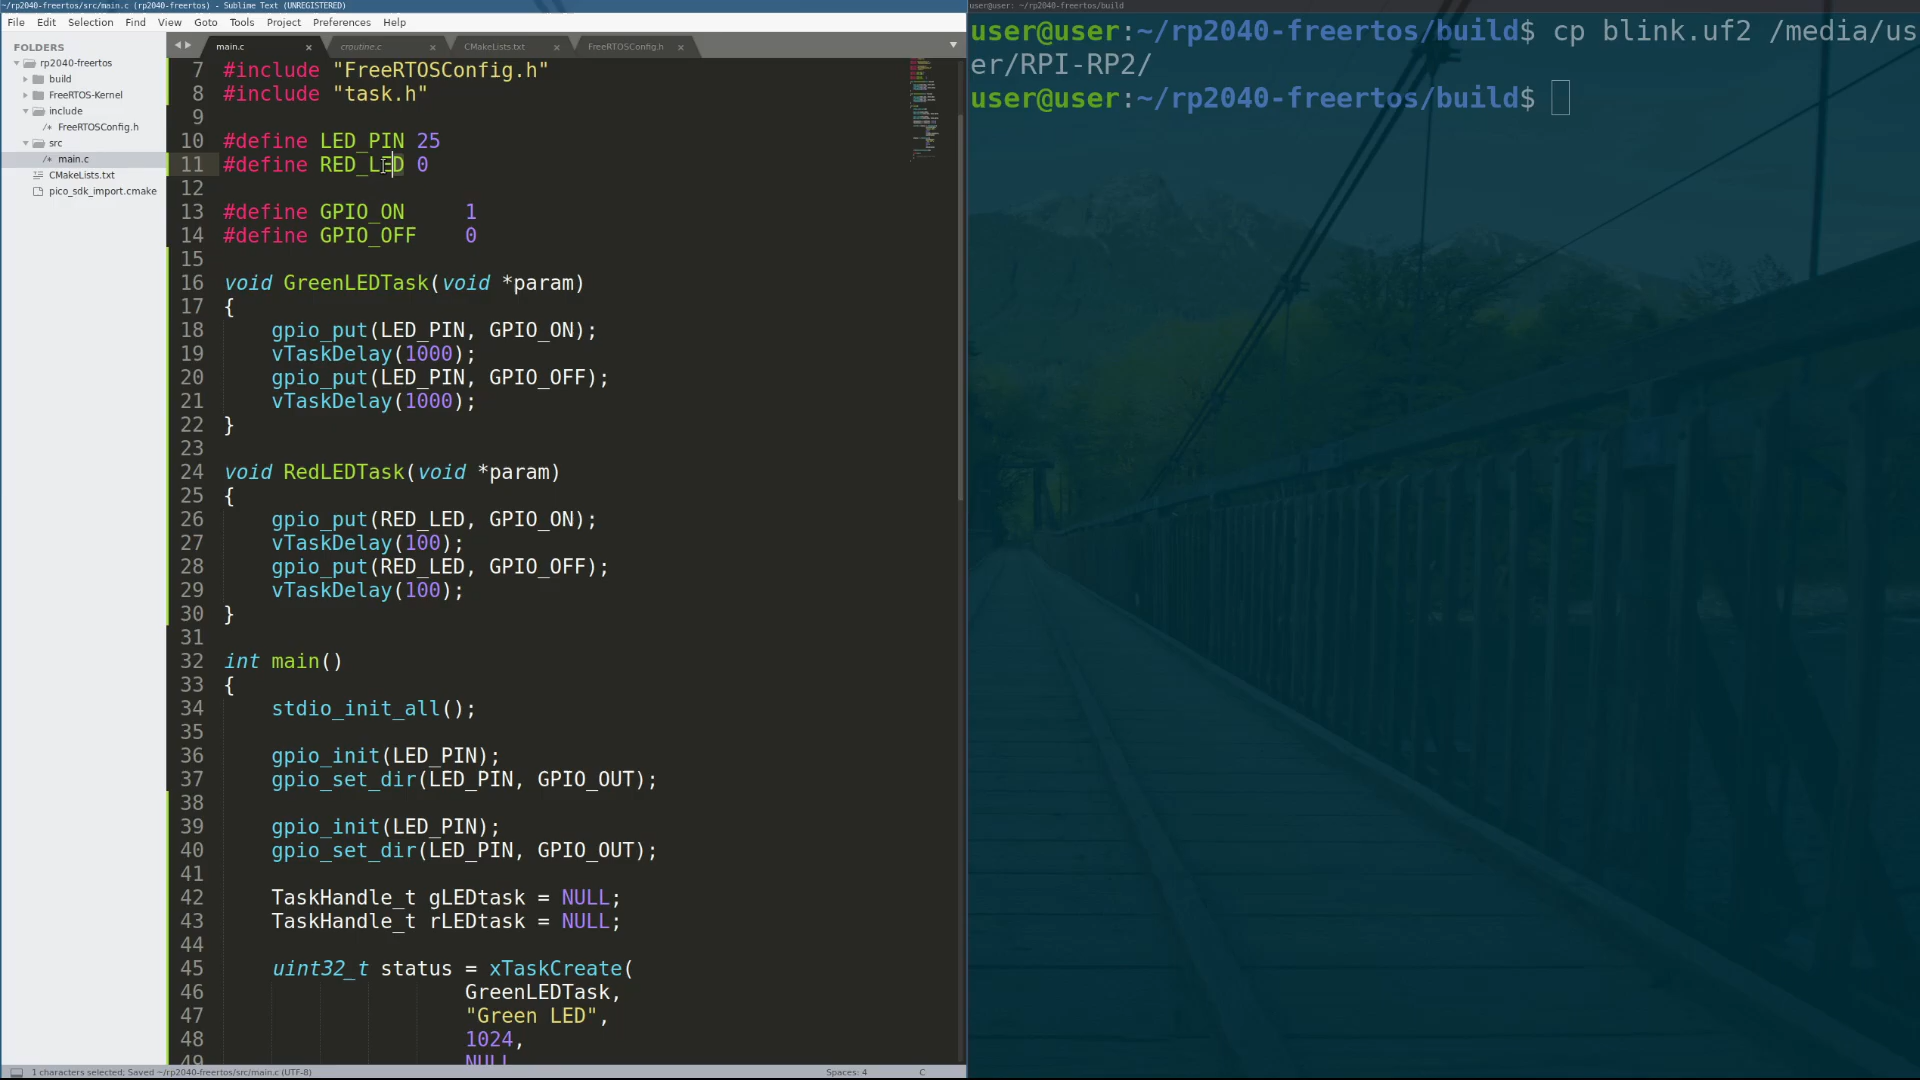 ~/rp2040-freertos/src/main.c (rp2040-freertos) - Sublime Text (UNREGISTERED)
File Edit Selection Find View Goto Tools Project Preferences Help
FOLDERS
rp2040-freertos
build
FreeRTOS-Kernel
include
/* FreeRTOSConfig.h
src
/* main.c
CMakeLists.txt
pico_sdk_import.cmake
main.c × croutine.c × CMakeLists.txt × FreeRTOSConfig.h ×
7 #include "FreeRTOSConfig.h"
8 #include "task.h"
9
10 #define LED_PIN 25
11 #define RED_LED 0
12
13 #define GPIO_ON 1
14 #define GPIO_OFF 0
15
16 void GreenLEDTask(void *param)
17 {
18 gpio_put(LED_PIN, GPIO_ON);
19 vTaskDelay(1000);
20 gpio_put(LED_PIN, GPIO_OFF);
21 vTaskDelay(1000);
22 }
23
24 void RedLEDTask(void *param)
25 {
26 gpio_put(RED_LED, GPIO_ON);
27 vTaskDelay(100);
28 gpio_put(RED_LED, GPIO_OFF);
29 vTaskDelay(100);
30 }
31
32 int main()
33 {
34 stdio_init_all();
35
36 gpio_init(LED_PIN);
37 gpio_set_dir(LED_PIN, GPIO_OUT);
38
39 gpio_init(LED_PIN);
40 gpio_set_dir(LED_PIN, GPIO_OUT);
41
42 TaskHandle_t gLEDtask = NULL;
43 TaskHandle_t rLEDtask = NULL;
44
45 uint32_t status = xTaskCreate(
46 GreenLEDTask,
47 "Green LED",
48 1024,
49 NULL
1 characters selected; Saved ~/rp2040-freertos/src/main.c (UTF-8)
Spaces: 4
C
user@user: ~/rp2040-freertos/build
user@user:~/rp2040-freertos/build$ cp blink.uf2 /media/us
er/RPI-RP2/
user@user:~/rp2040-freertos/build$